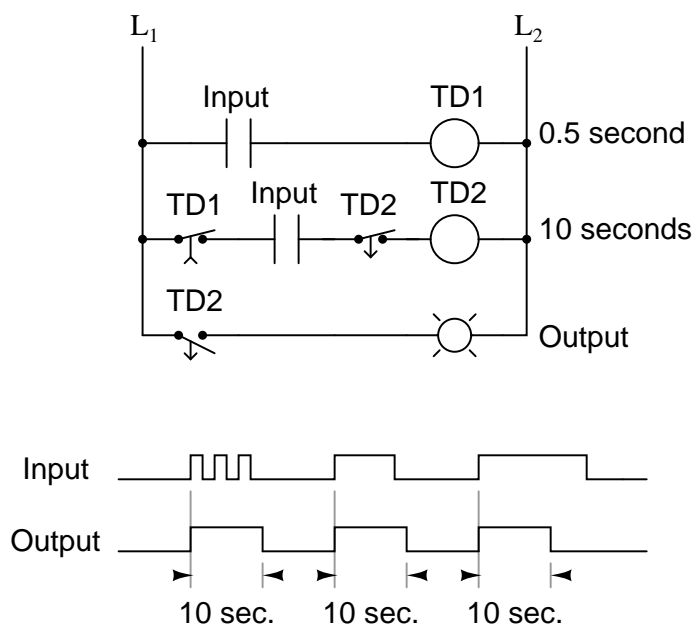 L1 L2
Input TD1
0.5 second
Input
TD1 TD2 TD2
10 seconds
TD2
Output
Input
Output
10 sec. 10 sec. 10 sec.